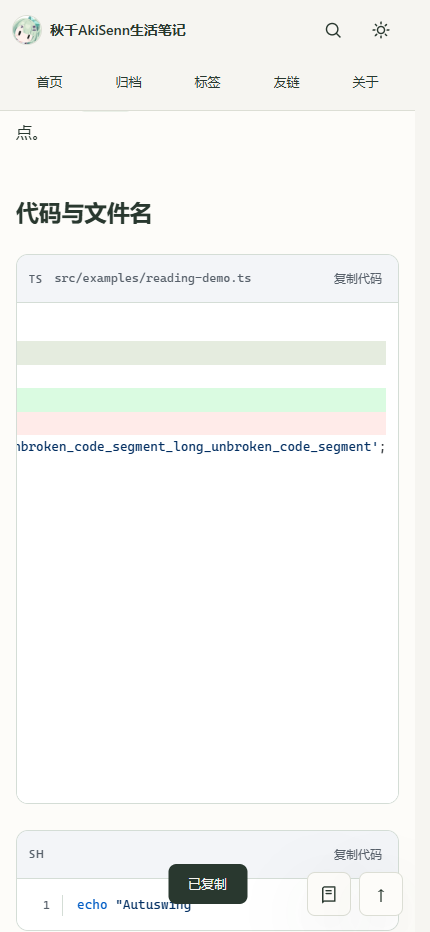 秋千AkiSenn生活笔记
首页 归档 标签 友链 关于
点。
代码与文件名
TS src/examples/reading-demo.ts 复制代码
nbroken_code_segment_long_unbroken_code_segment';
SH 复制代码
已复制
1 echo "Autuswing
↑